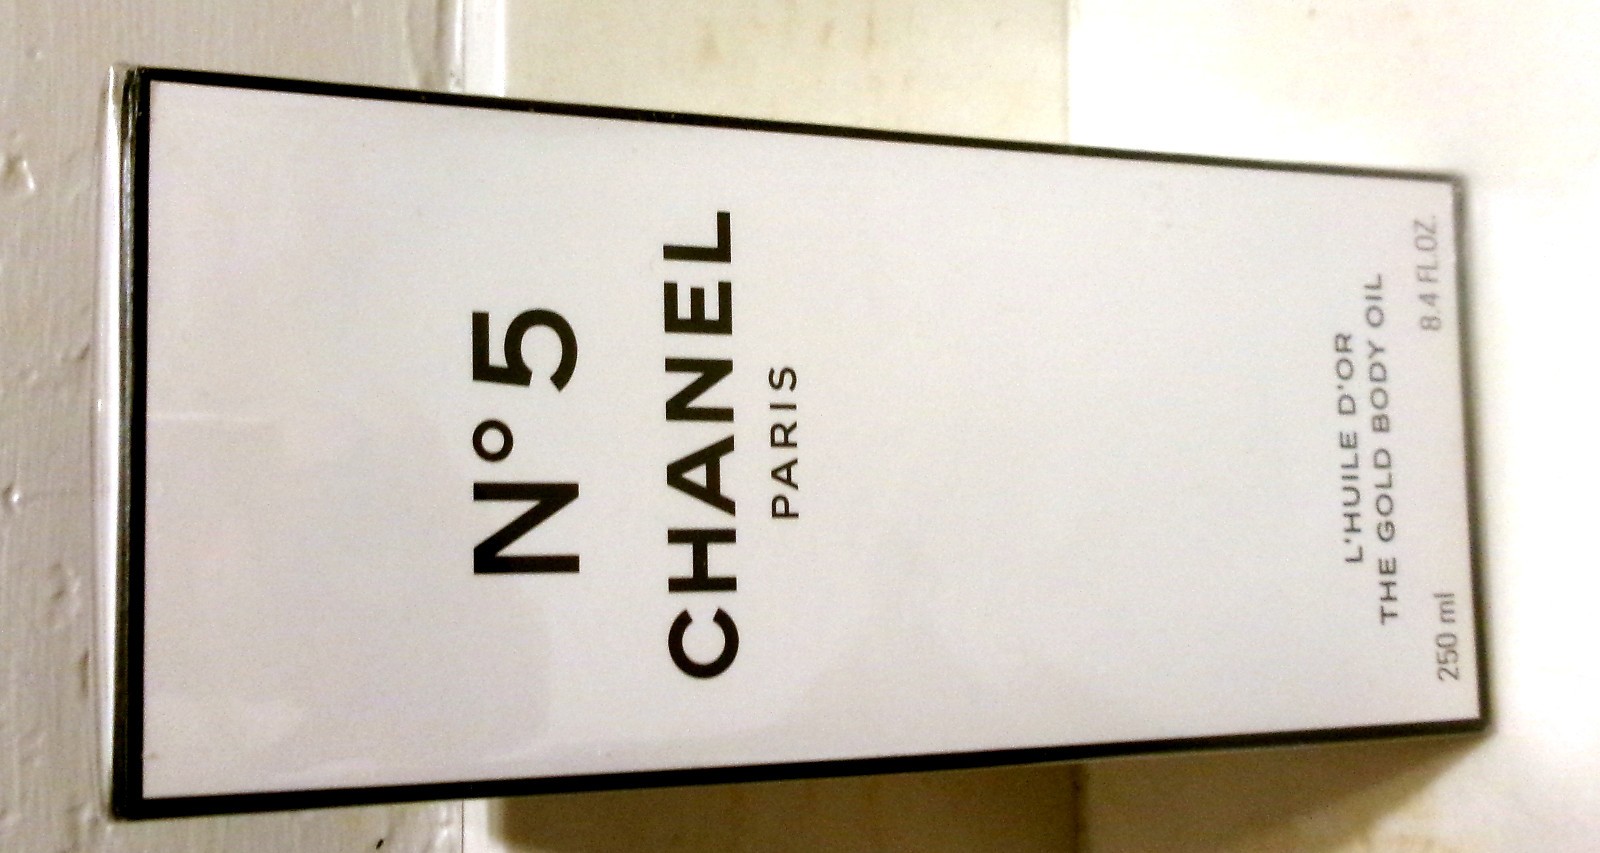 N°5
CHANEL
PARIS
L'HUILE D'OR
THE GOLD BODY OIL
250 ml 8.4 FL.OZ.